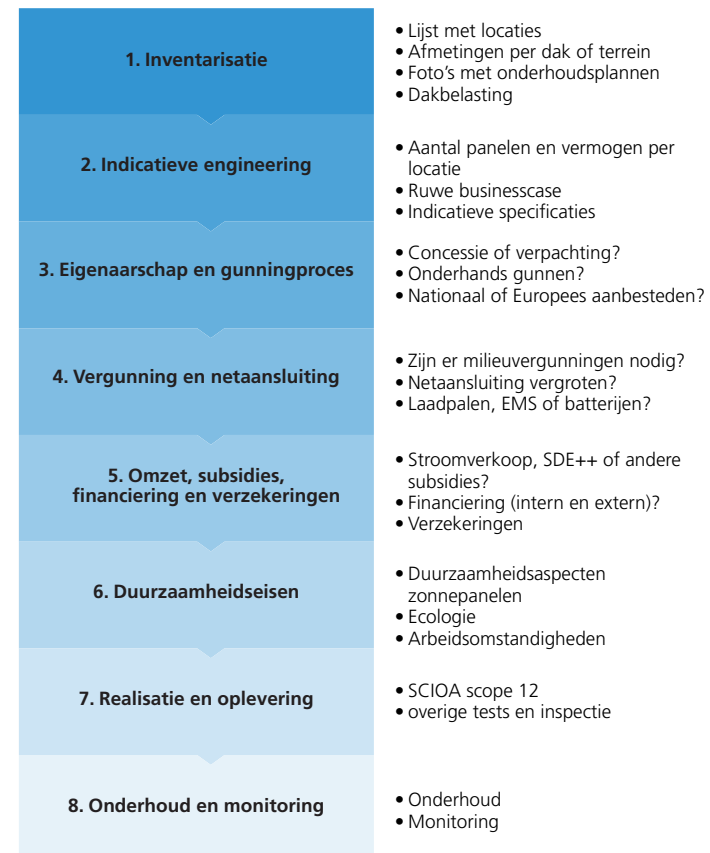 1. Inventarisatie
• Lijst met locaties
• Afmetingen per dak of terrein
• Foto's met onderhoudsplannen
• Dakbelasting
2. Indicatieve engineering
• Aantal panelen en vermogen per
locatie
• Ruwe businesscase
• Indicatieve specificaties
3. Eigenaarschap en gunningproces
• Concessie of verpachting?
• Onderhands gunnen?
• Nationaal of Europees aanbesteden?
4. Vergunning en netaansluiting
• Zijn er milieuvergunningen nodig?
• Netaansluiting vergroten?
• Laadpalen, EMS of batterijen?
5. Omzet, subsidies,
financiering en verzekeringen
• Stroomverkoop, SDE++ of andere
subsidies?
• Financiering (intern en extern)?
• Verzekeringen
6. Duurzaamheidseisen
• Duurzaamheidsaspecten
zonnepanelen
• Ecologie
• Arbeidsomstandigheden
7. Realisatie en oplevering
• SCIOA scope 12
• overige tests en inspectie
8. Onderhoud en monitoring
• Onderhoud
• Monitoring